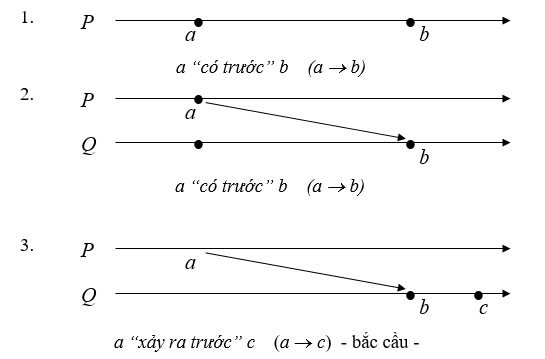 1. P
a b
a “có trước” b (a → b)
2. P
a
Q
b
a “có trước” b (a → b)
3. P
a
Q
b c
a “xảy ra trước” c (a → c) - bắc cầu -